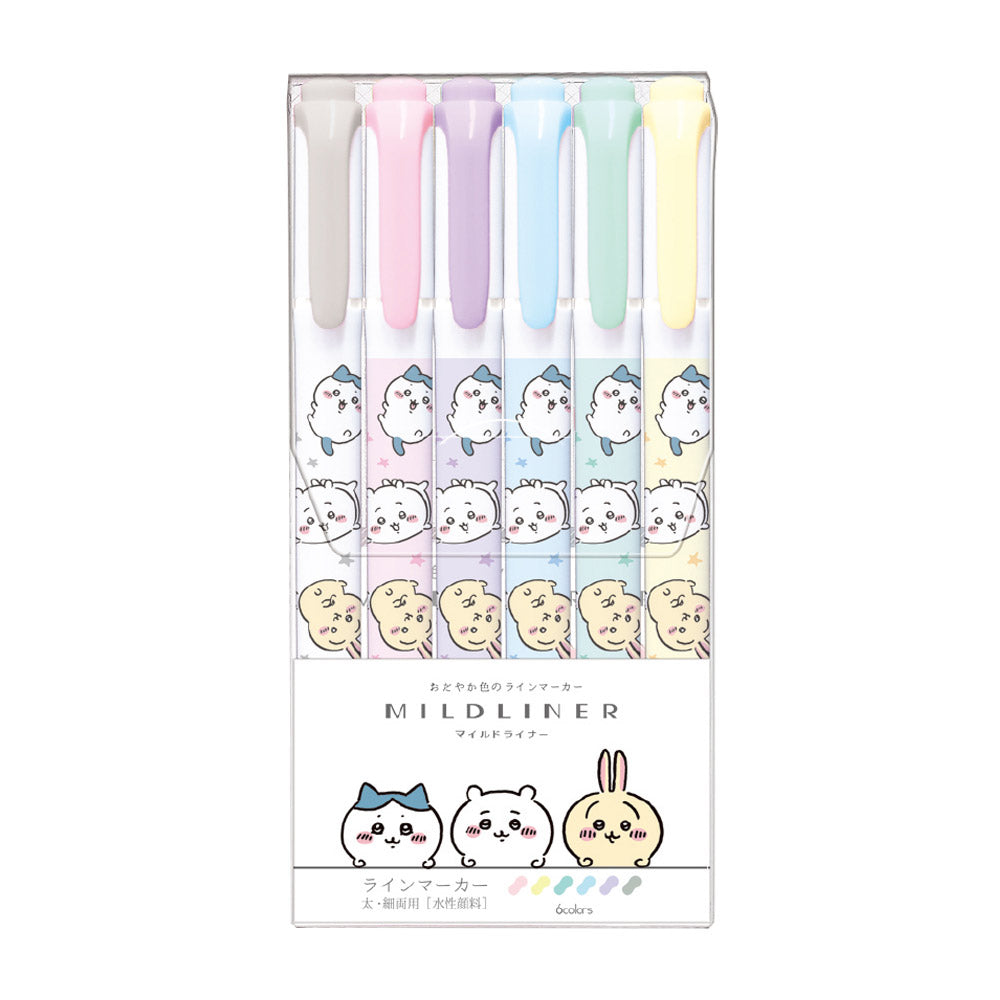 おだやか色のラインマーカー
MILDLINER
マイルドライナー
ラインマーカー
太・細両用［水性顔料］
6colors